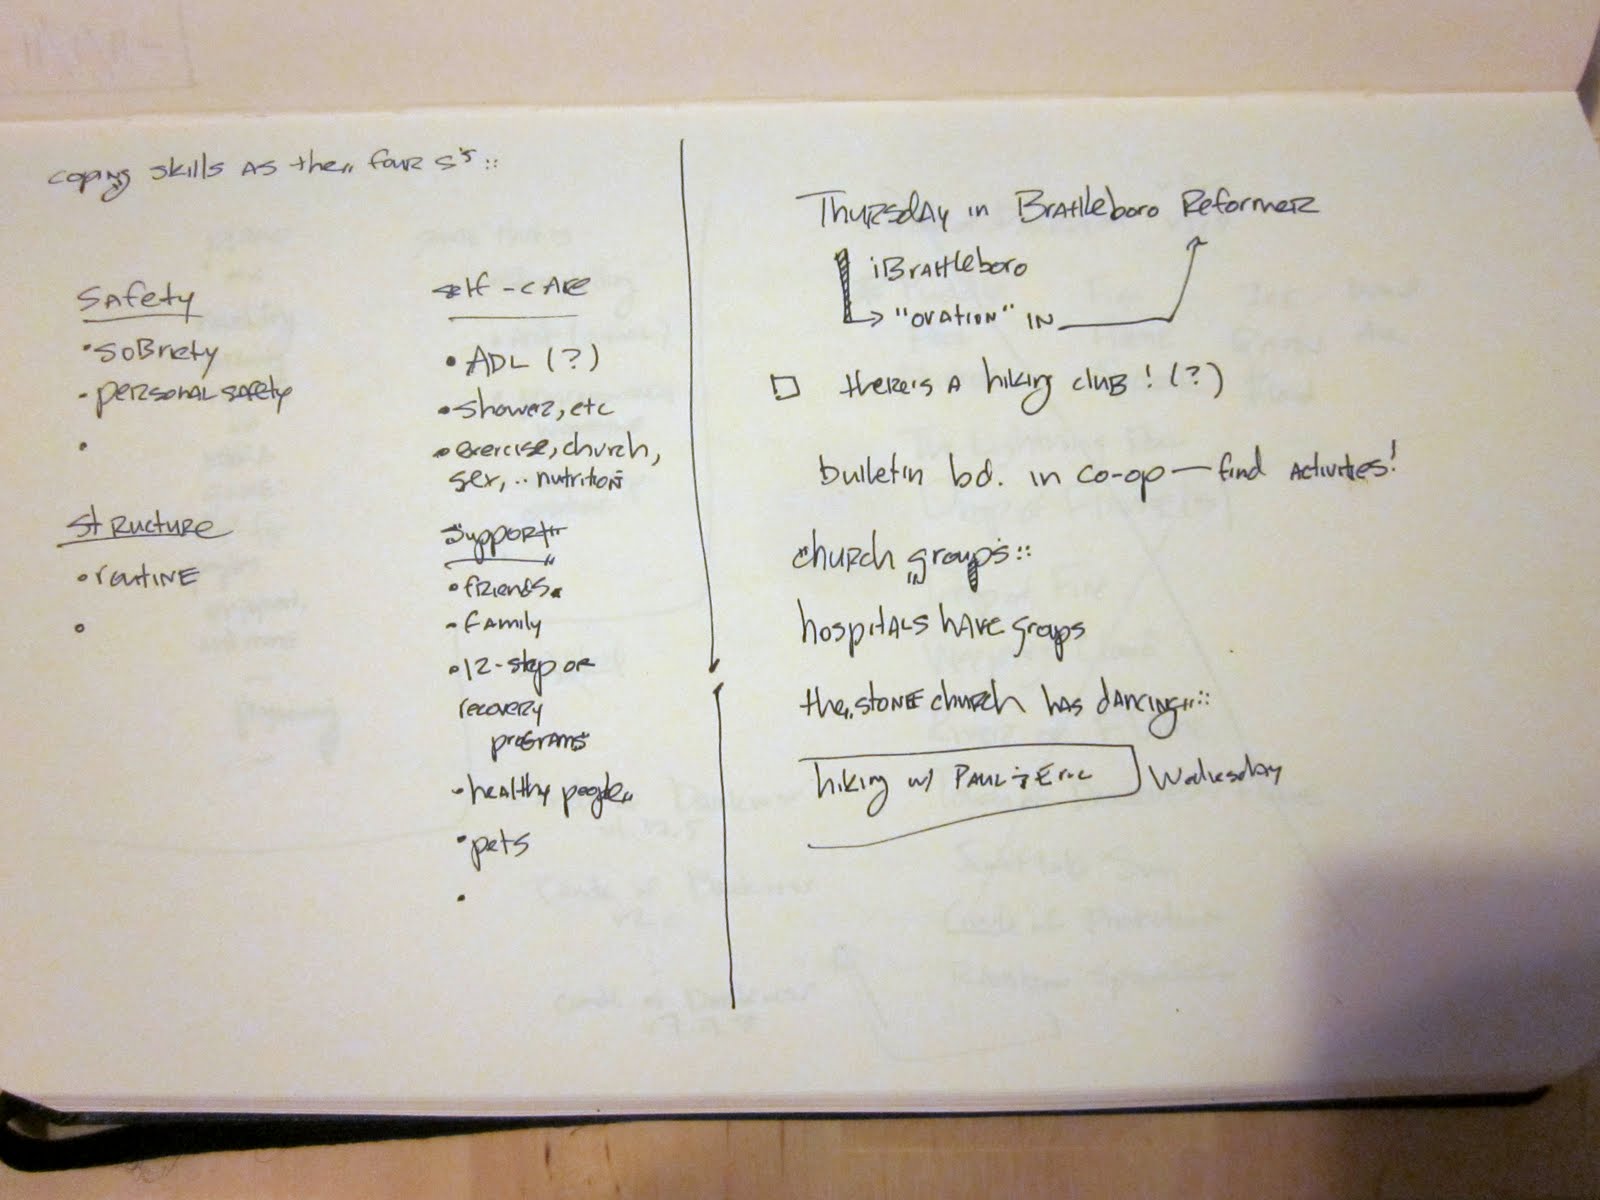 coping skills as the,, four s's ::
Safety
• sobriety
- personal safety
•
Structure
• routine
•
self-care
• ADL (?)
• shower, etc
• exercise, church,
sex, .. nutrition
Support
• friends.
- family
• 12-step or
recovery
programs
• healthy people,,
• pets
•
Thursday in Brattleboro Reformer
iBrattleboro
"Ovation" in
□ there's a hiking club! (?)
bulletin bd. in co-op — find activities!
church groups ::
hospitals have groups
the,, stone church has dancing,, ::
hiking w/ Paul & Eric Wednesday